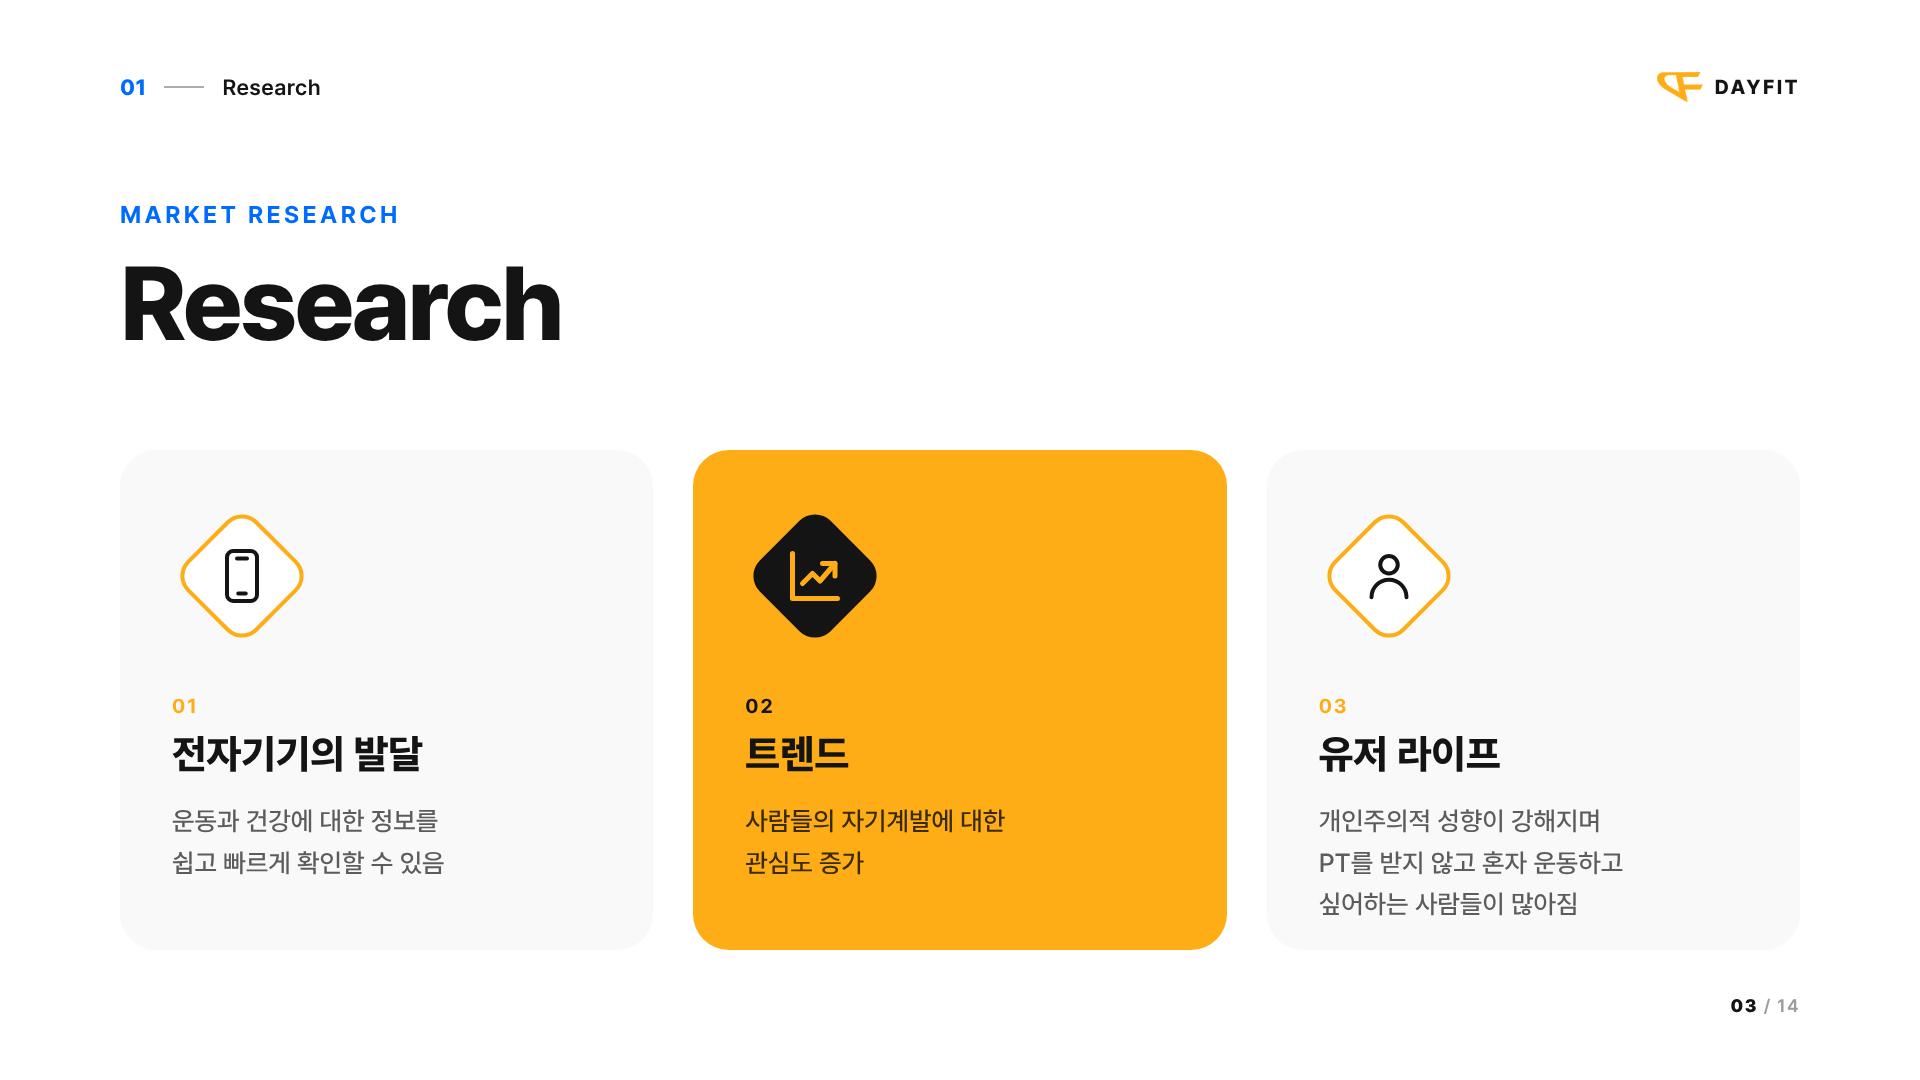 01 — Research
DAYFIT
MARKET RESEARCH
Research
01
전자기기의 발달
운동과 건강에 대한 정보를
쉽고 빠르게 확인할 수 있음
02
트렌드
사람들의 자기계발에 대한
관심도 증가
03
유저 라이프
개인주의적 성향이 강해지며
PT를 받지 않고 혼자 운동하고
싶어하는 사람들이 많아짐
03 / 14